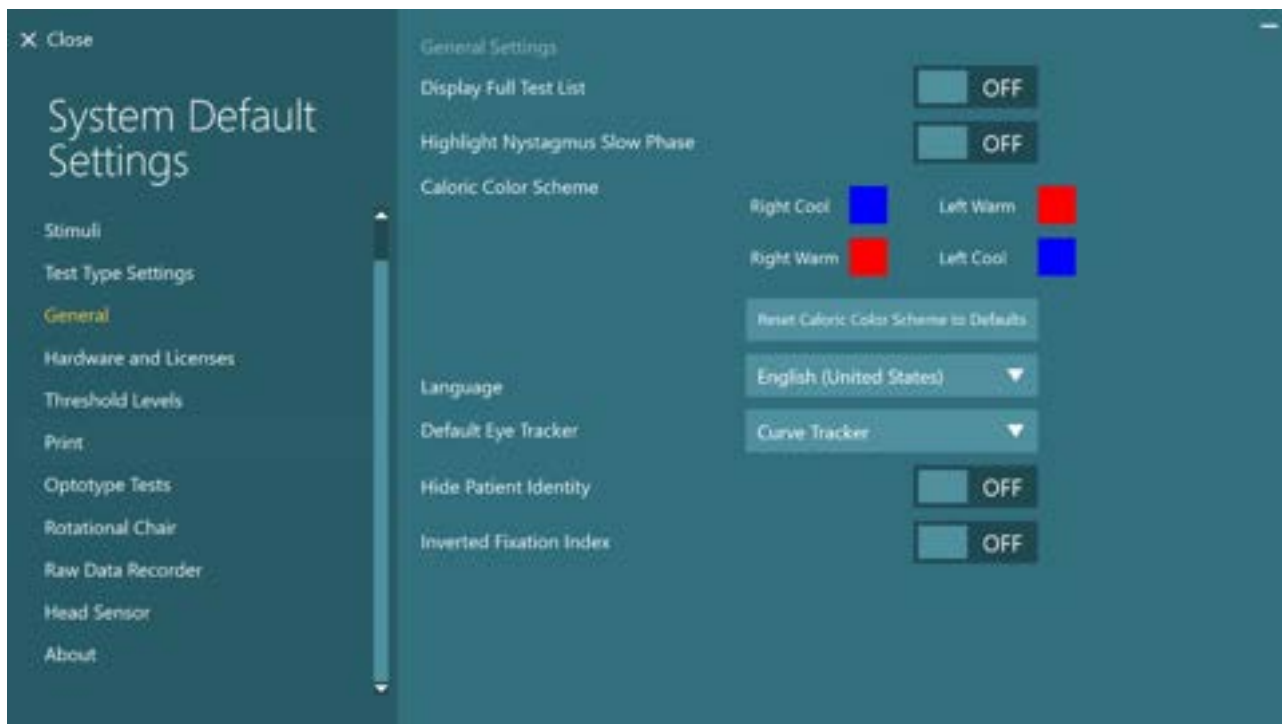 Close
System Default
Settings
Stimuli
Test Type Settings
General
Hardware and Licenses
Threshold Levels
Print
Optotype Tests
Rotational Chair
Raw Data Recorder
Head Sensor
About
General Settings
Display Full Test List OFF
Highlight Nystagmus Slow Phase OFF
Caloric Color Scheme
Right Cool Left Warm
Right Warm Left Cool
Reset Caloric Color Scheme to Defaults
Language English (United States)
Default Eye Tracker Curve Tracker
Hide Patient Identity OFF
Inverted Fixation Index OFF